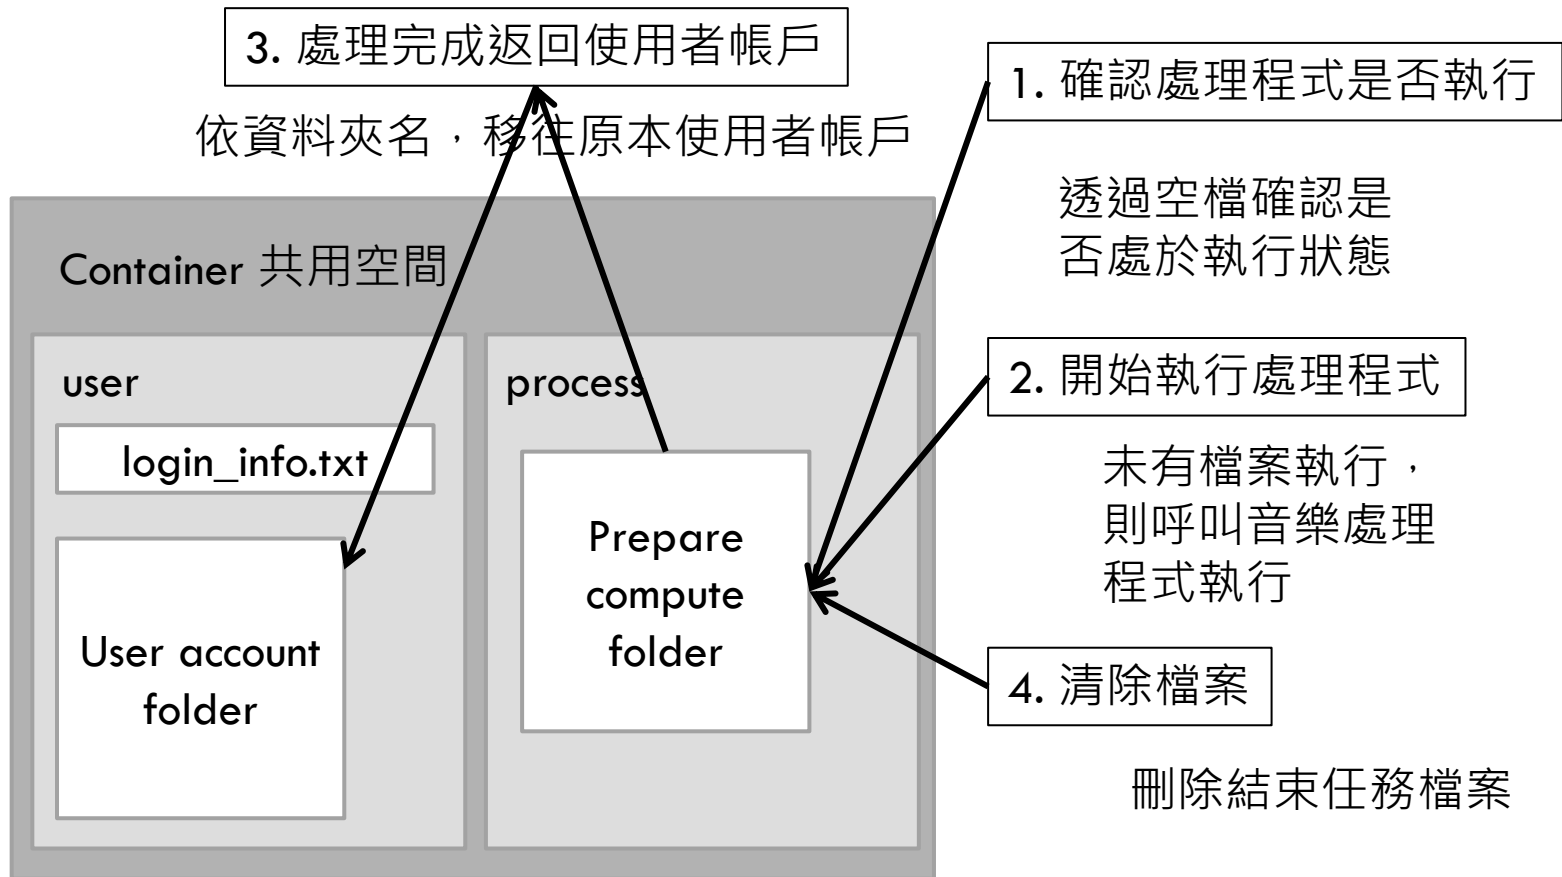 3. 處理完成返回使用者帳戶
依資料夾名，移往原本使用者帳戶
1. 確認處理程式是否執行
透過空檔確認是
否處於執行狀態
Container 共用空間
user
login_info.txt
User account
folder
process
Prepare
compute
folder
2. 開始執行處理程式
未有檔案執行，
則呼叫音樂處理
程式執行
4. 清除檔案
刪除結束任務檔案